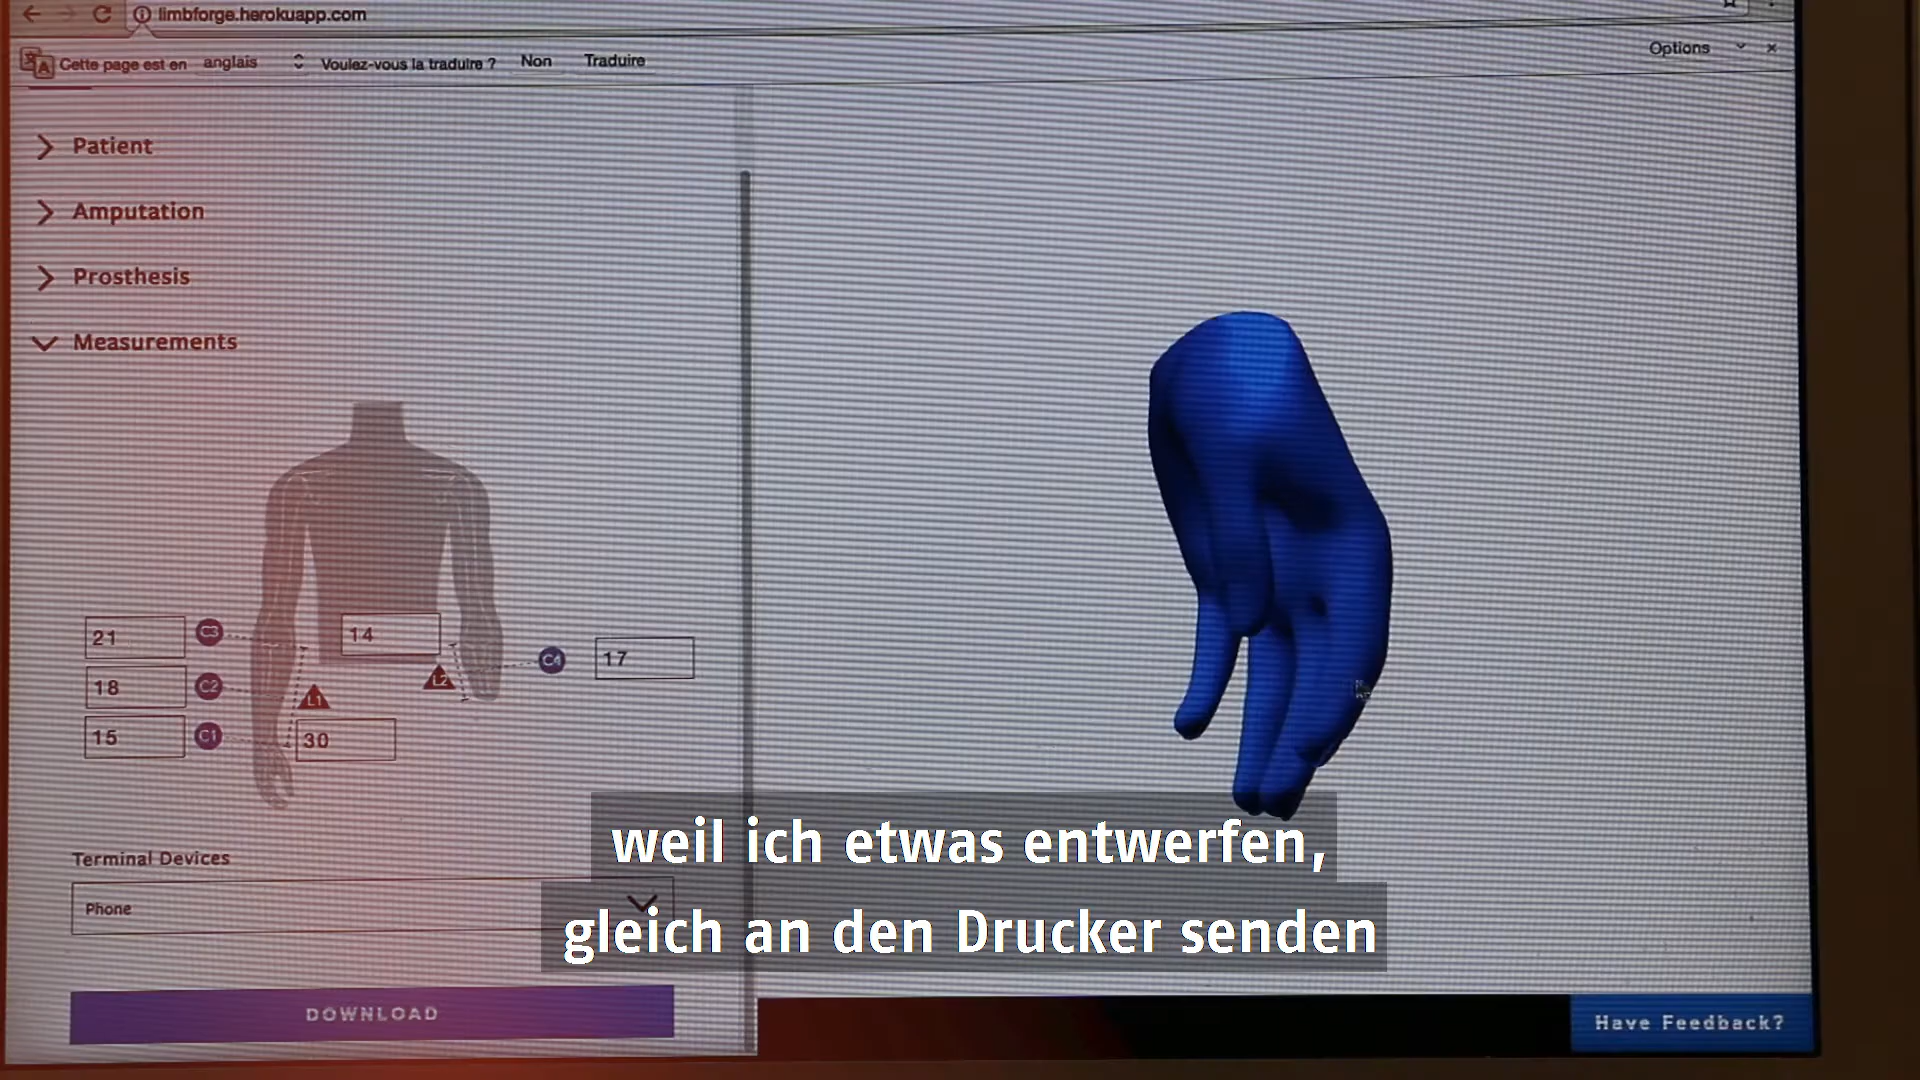 limbforge.herokuapp.com
Cette page est en anglais Voulez-vous la traduire ? Non Traduire Options
Patient
Amputation
Prosthesis
Measurements
21 C3 14
C4 17
18 C2 L1 L2
15 C1 30
Terminal Devices
Phone
DOWNLOAD
Have Feedback?
weil ich etwas entwerfen,
gleich an den Drucker senden